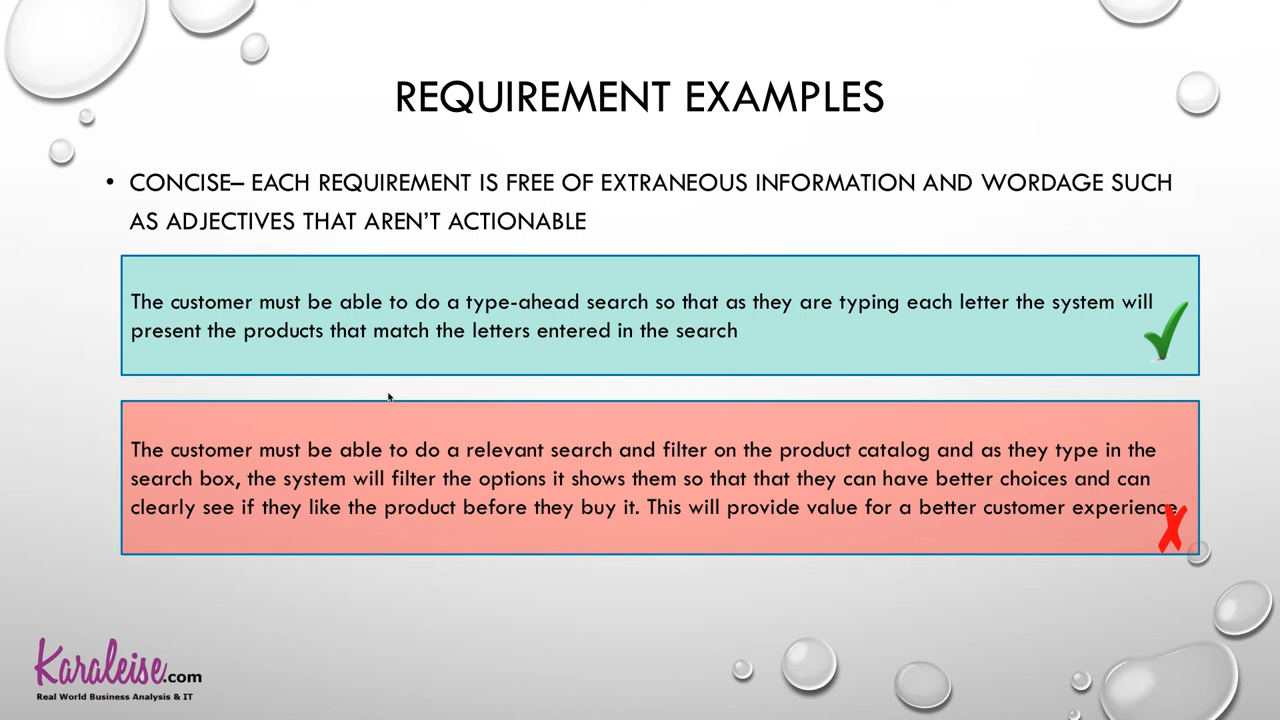 REQUIREMENT EXAMPLES
• CONCISE– EACH REQUIREMENT IS FREE OF EXTRANEOUS INFORMATION AND WORDAGE SUCH
AS ADJECTIVES THAT AREN'T ACTIONABLE
The customer must be able to do a type-ahead search so that as they are typing each letter the system will
present the products that match the letters entered in the search
The customer must be able to do a relevant search and filter on the product catalog and as they type in the
search box, the system will filter the options it shows them so that that they can have better choices and can
clearly see if they like the product before they buy it. This will provide value for a better customer experience
Karaleise.com
Real World Business Analysis & IT